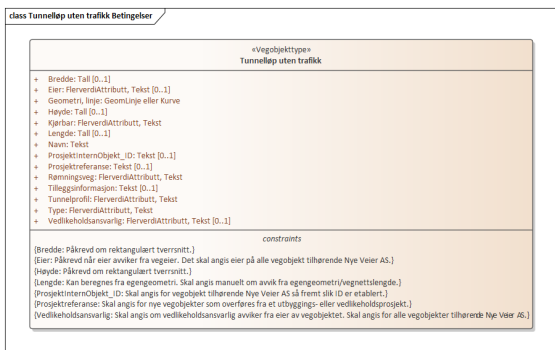 class Tunnelløp uten trafikk Betingelser
«Vegobjekttype»
Tunnelløp uten trafikk
+ Bredde: Tall [0..1]
+ Eier: FlerverdiAttributt, Tekst [0..1]
+ Geometri, linje: GeomLinje eller Kurve
+ Høyde: Tall [0..1]
+ Kjørbar: FlerverdiAttributt, Tekst
+ Lengde: Tall [0..1]
+ Navn: Tekst
+ ProsjektInternObjekt_ID: Tekst [0..1]
+ Prosjektreferanse: Tekst [0..1]
+ Rømningsveg: FlerverdiAttributt, Tekst
+ Tilleggsinformasjon: Tekst [0..1]
+ Tunnelprofil: FlerverdiAttributt, Tekst
+ Type: FlerverdiAttributt, Tekst
+ Vedlikeholdsansvarlig: FlerverdiAttributt, Tekst [0..1]
constraints
{Bredde: Påkrevd om rektangulært tverrsnitt.}
{Eier: Påkrevd når eier avviker fra vegeier. Det skal angis eier på alle vegobjekt tilhørende Nye Veier AS.}
{Høyde: Påkrevd om rektangulært tverrsnitt.}
{Lengde: Kan beregnes fra egengeometri. Skal angis manuelt om avvik fra egengeometri/vegnettslengde.}
{ProsjektInternObjekt_ID: Skal angis for vegobjekt tilhørende Nye Veier AS så fremt slik ID er etablert.}
{Prosjektreferanse: Skal angis for nye vegobjekter som overføres fra et utbyggings- eller vedlikeholdsprosjekt.}
{Vedlikeholdsansvarlig: Skal angis om vedlikeholdsansvarlig avviker fra eier av vegobjektet. Skal angis for alle vegobjekter tilhørende Nye Veier AS.}